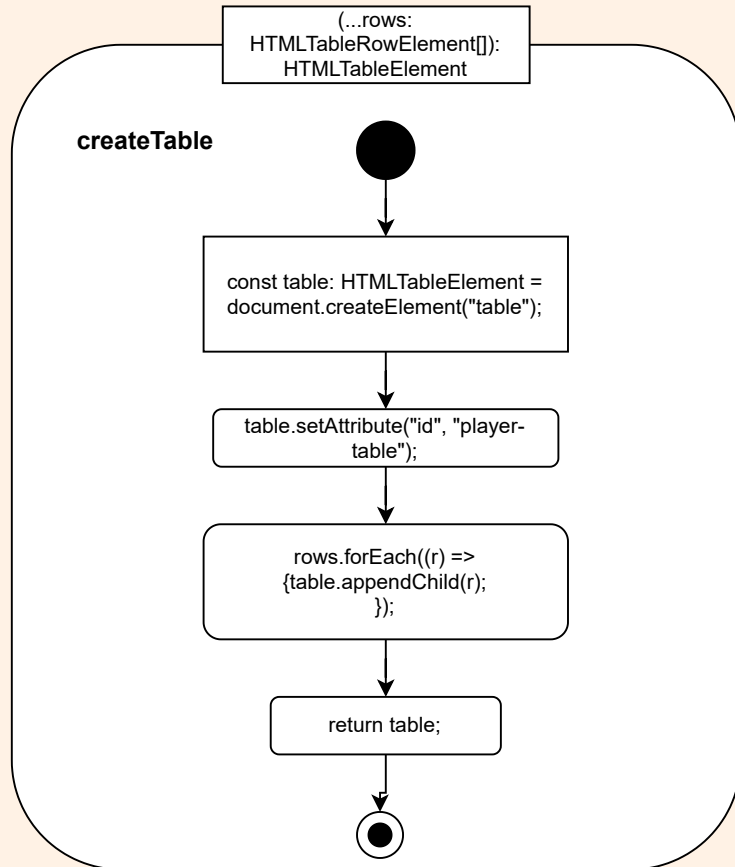 (...rows:
HTMLTableRowElement[]):
HTMLTableElement
createTable
const table: HTMLTableElement =
document.createElement("table");
table.setAttribute("id", "player-
table");
rows.forEach((r) =>
{table.appendChild(r);
});
return table;